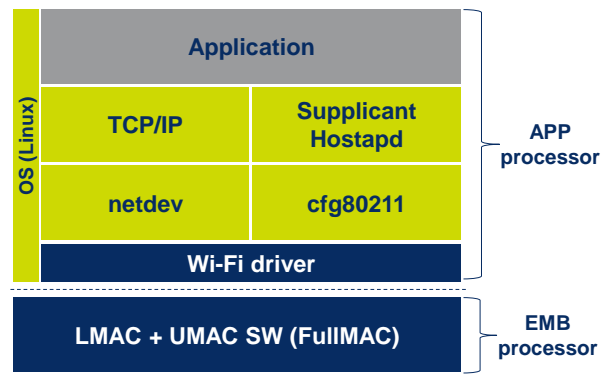 OS (Linux)
Application
TCP/IP
Supplicant
Hostapd
netdev
cfg80211
Wi-Fi driver
APP
processor
LMAC + UMAC SW (FullMAC)
EMB
processor